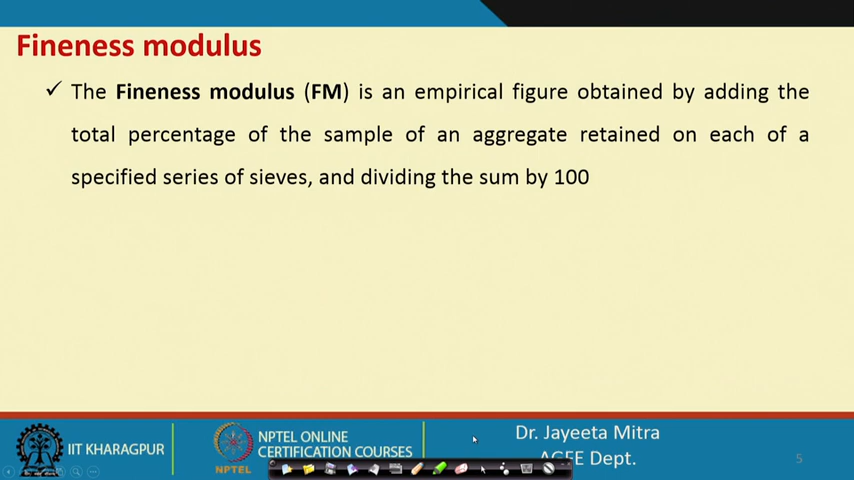 Fineness modulus
✓ The Fineness modulus (FM) is an empirical figure obtained by adding the
total percentage of the sample of an aggregate retained on each of a
specified series of sieves, and dividing the sum by 100
IIT KHARAGPUR
NPTEL
NPTEL ONLINE
CERTIFICATION COURSES
Dr. Jayeeta Mitra
AGFE Dept.
5